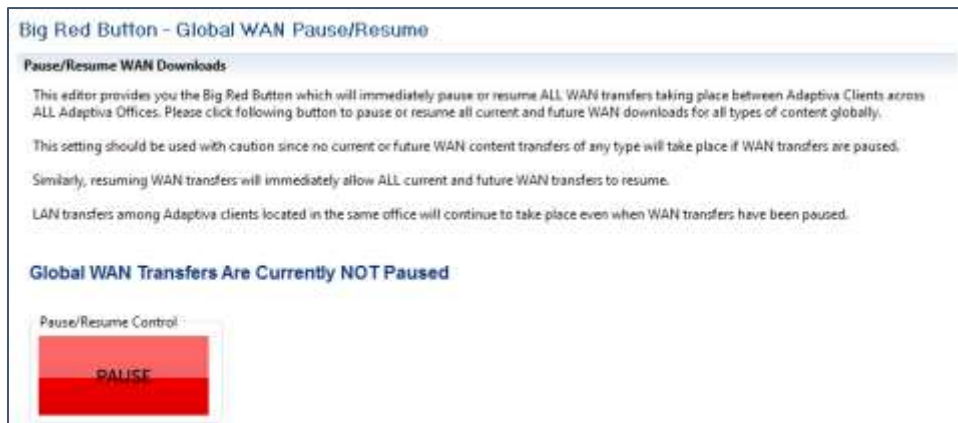 Big Red Button - Global WAN Pause/Resume
Pause/Resume WAN Downloads
This editor provides you the Big Red Button which will immediately pause or resume ALL WAN transfers taking place between Adaptiva Clients across
ALL Adaptiva Offices. Please click following button to pause or resume all current and future WAN downloads for all types of content globally.
This setting should be used with caution since no current or future WAN content transfers of any type will take place if WAN transfers are paused.
Similarly, resuming WAN transfers will immediately allow ALL current and future WAN transfers to resume.
LAN transfers among Adaptiva clients located in the same office will continue to take place even when WAN transfers have been paused.
Global WAN Transfers Are Currently NOT Paused
Pause/Resume Control
PAUSE